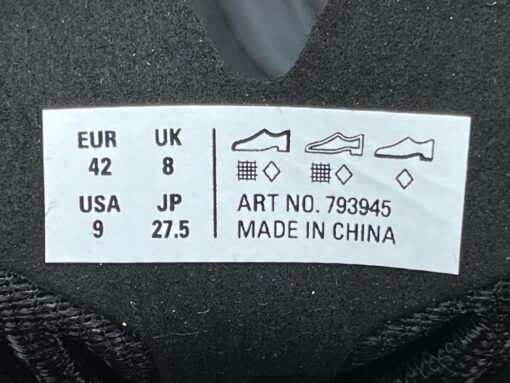 EUR UK
42 8
USA JP
9 27.5
ART NO. 793945
MADE IN CHINA